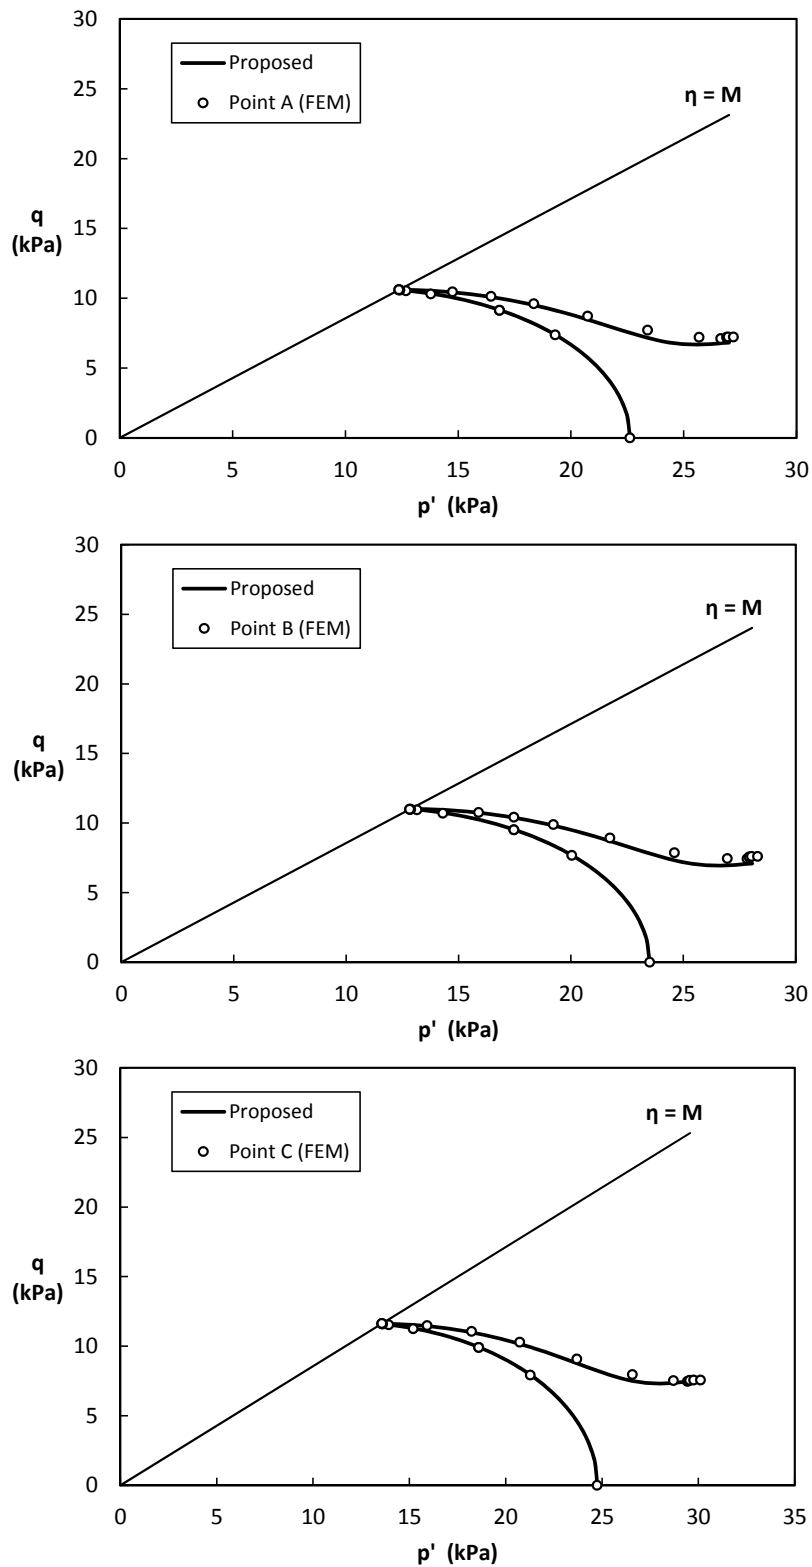 30
Proposed
Point A (FEM)
η = M
25
20
q
(kPa)
15
10
5
0
0 5 10 15 20 25 30
p' (kPa)
30
Proposed
Point B (FEM)
η = M
25
20
q
(kPa)
15
10
5
0
0 5 10 15 20 25 30
p' (kPa)
30
Proposed
Point C (FEM)
η = M
25
20
q
(kPa)
15
10
5
0
0 5 10 15 20 25 30 35
p' (kPa)